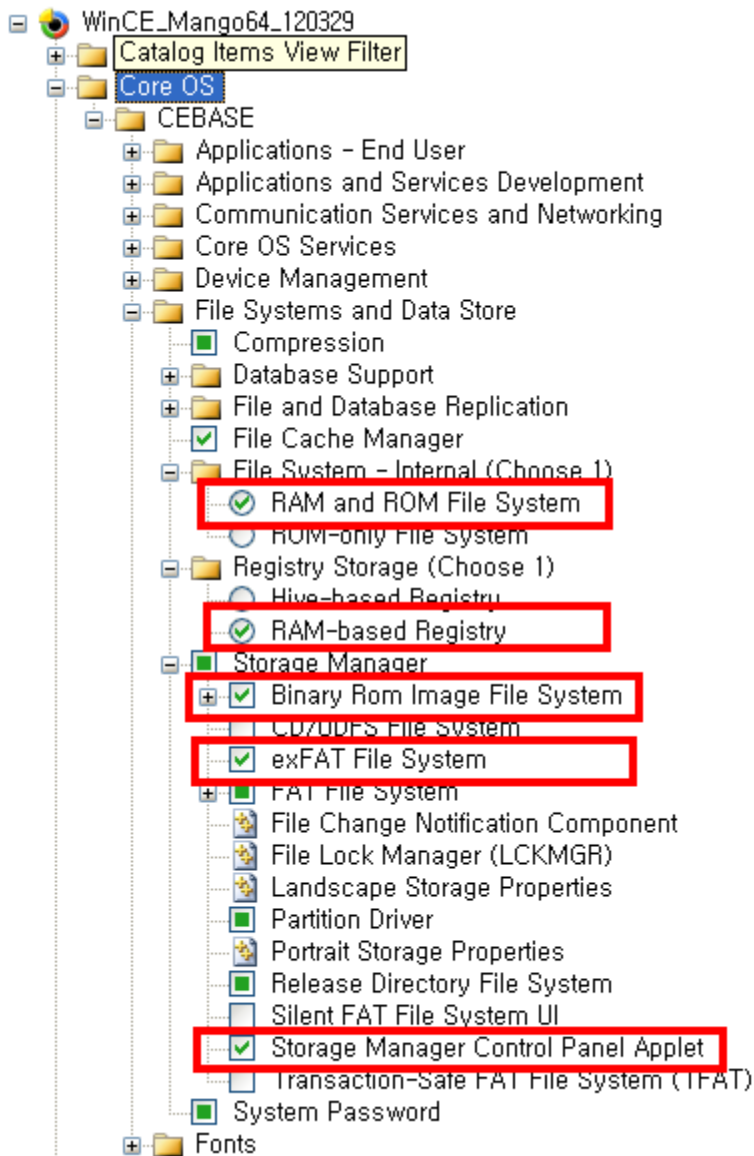 WinCE_Mango64_120329
Catalog Items View Filter
Core OS
CEBASE
Applications - End User
Applications and Services Development
Communication Services and Networking
Core OS Services
Device Management
File Systems and Data Store
Compression
Database Support
File and Database Replication
File Cache Manager
File System - Internal (Choose 1)
RAM and ROM File System
ROM-only File System
Registry Storage (Choose 1)
Hive-based Registry
RAM-based Registry
Storage Manager
Binary Rom Image File System
CD/UDFS File System
exFAT File System
FAT File System
File Change Notification Component
File Lock Manager (LCKMGR)
Landscape Storage Properties
Partition Driver
Portrait Storage Properties
Release Directory File System
Silent FAT File System UI
Storage Manager Control Panel Applet
Transaction-Safe FAT File System (TFAT)
System Password
Fonts